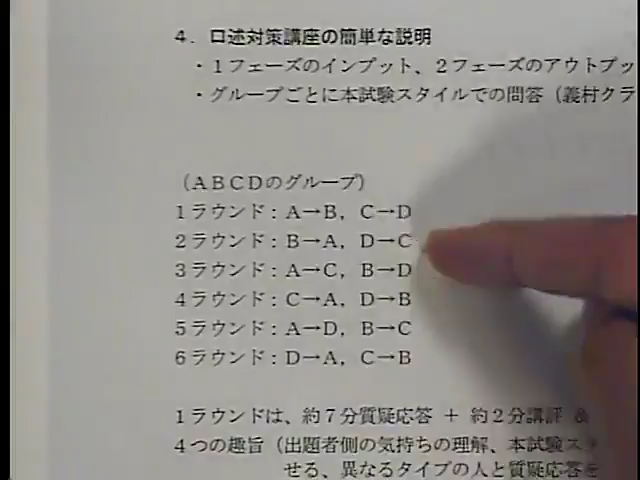 ４．口述対策講座の簡単な説明
・１フェーズのインプット、２フェーズのアウトプッ
・グループごとに本試験スタイルでの問答（義村クラ
（ＡＢＣＤのグループ）
１ラウンド：Ａ→Ｂ，Ｃ→Ｄ
２ラウンド：Ｂ→Ａ，Ｄ→Ｃ
３ラウンド：Ａ→Ｃ，Ｂ→Ｄ
４ラウンド：Ｃ→Ａ，Ｄ→Ｂ
５ラウンド：Ａ→Ｄ，Ｂ→Ｃ
６ラウンド：Ｄ→Ａ，Ｃ→Ｂ
１ラウンドは、約７分質疑応答 ＋ 約２分講評 ＆
４つの趣旨（出題者側の気持ちの理解、本試験スタ
せる、異なるタイプの人と質疑応答を